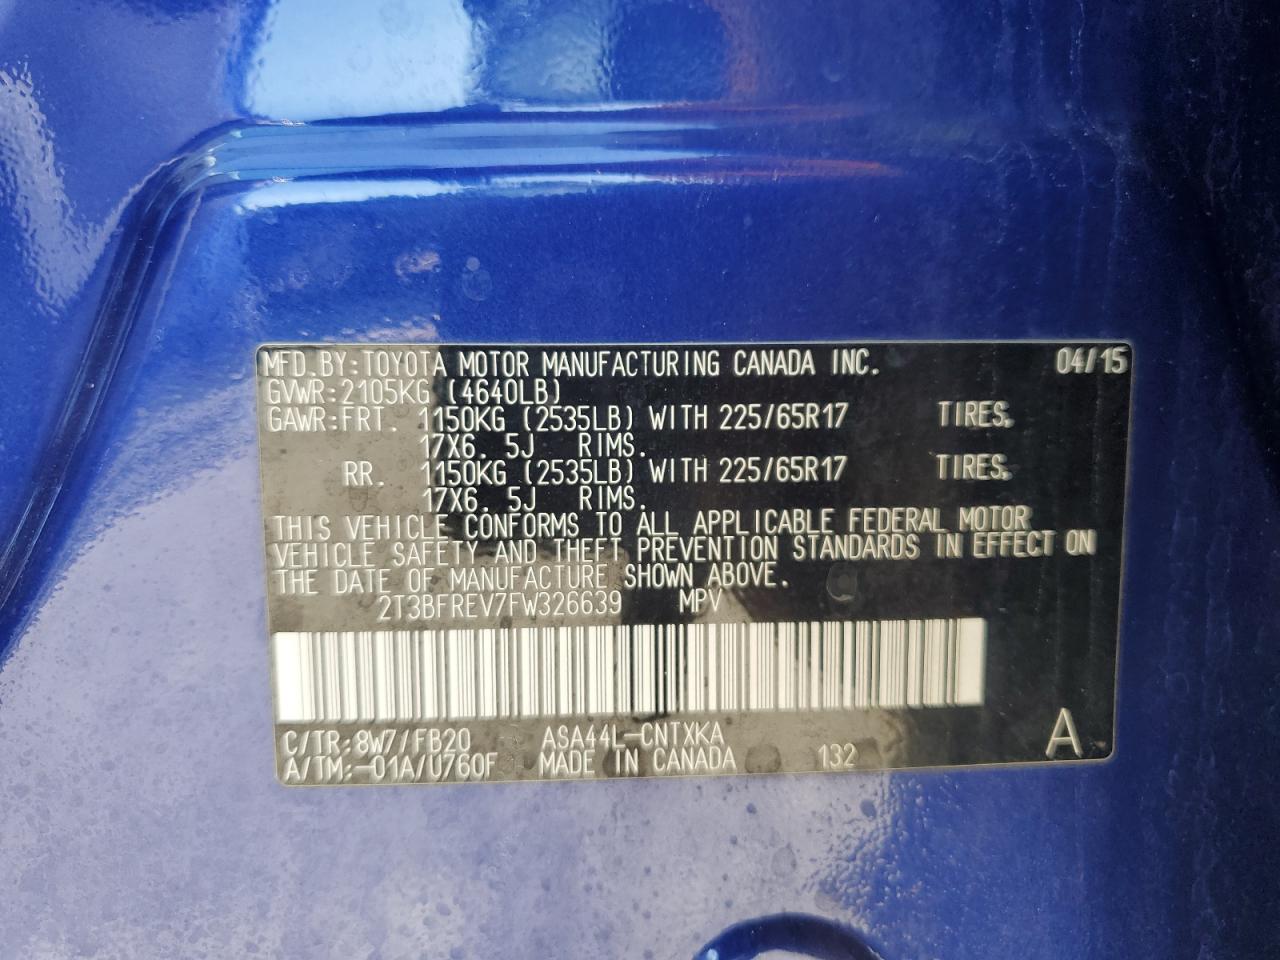 MFD.BY:TOYOTA MOTOR MANUFACTURING CANADA INC. 04/15
GVWR:2105KG (4640LB)
GAWR:FRT. 1150KG (2535LB) WITH 225/65R17 TIRES,
17X6. 5J RIMS.
RR. 1150KG (2535LB) WITH 225/65R17 TIRES,
17X6. 5J RIMS.
THIS VEHICLE CONFORMS TO ALL APPLICABLE FEDERAL MOTOR
VEHICLE SAFETY AND THEFT PREVENTION STANDARDS IN EFFECT ON
THE DATE OF MANUFACTURE SHOWN ABOVE.
2T3BFREV7FW326639 MPV
C/TR:8W7/FB20 ASA44L-CNTXKA
A/TM:-01A/U760F MADE IN CANADA 132 A